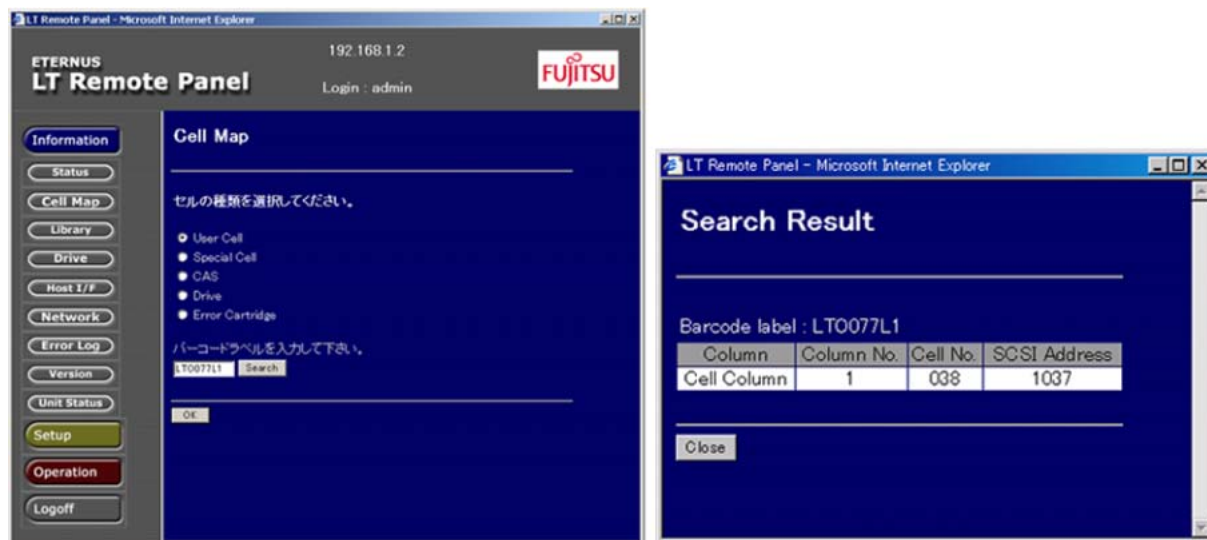 LT Remote Panel - Microsoft Internet Explorer
ETERNUS
LT Remote Panel
192.168.1.2
Login : admin
FUJITSU
Information
Status
Cell Map
Library
Drive
Host I/F
Network
Error Log
Version
Unit Status
Setup
Operation
Logoff
Cell Map
セルの種類を選択してください。
User Cell
Special Cell
CAS
Drive
Error Cartridge
バーコードラベルを入力して下さい。
LTO077L1 Search
OK
LT Remote Panel - Microsoft Internet Explorer
Search Result
Barcode label : LTO077L1
Column Column No. Cell No. SCSI Address
Cell Column 1 038 1037
Close